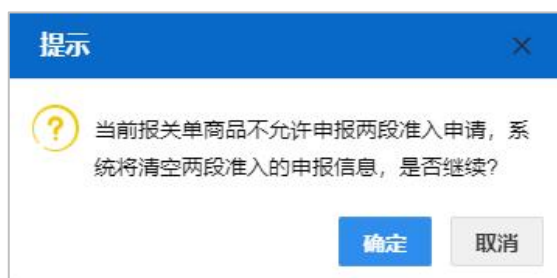 提示
当前报关单商品不允许申报两段准入申请，系
统将清空两段准入的申报信息，是否继续？
确定 取消